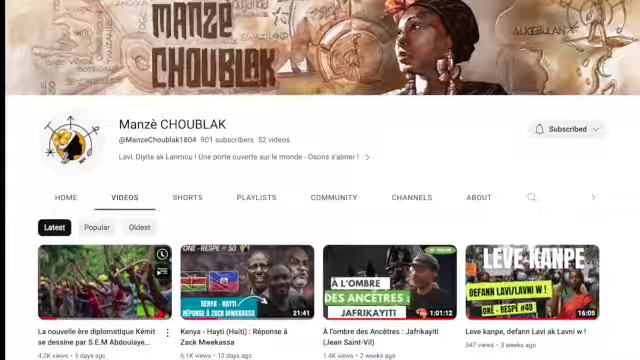 MANZÈ
CHOUBLAK
ANGO
SWAZILAND
ALKEBULAN
Manzè CHOUBLAK
@ManzeChoublak1804 901 subscribers 52 videos
Lavi, Diyite ak Lanmou ! Une porte ouverte sur le monde - Osons s'aimer !
Subscribed
HOME VIDEOS SHORTS PLAYLISTS COMMUNITY CHANNELS ABOUT
Latest Popular Oldest
ONE - RESPE # 50
KENYA - HAYTI
RÉPONSE À ZACK MWEKASSA
21:41
À L'OMBRE
DES ANCÊTRES :
JAFRIKAYITI
1:01:12
LEVE KANPE,
DEFANN LAVI/LAVNI W !
ONE - RESPE #48
16:05
La nouvelle ère diplomatique Kémit
se dessine par S.E.M Abdoulaye...
4.2K views • 5 days ago
Kenya - Hayti (Haïti) : Réponse à
Zack Mwekassa
6.1K views • 12 days ago
À l'ombre des Ancêtres : Jafrikayiti
(Jean Saint-Vil)
1.4K views • 2 weeks ago
Leve kanpe, defann Lavi ak Lavni w !
547 views • 3 weeks ago